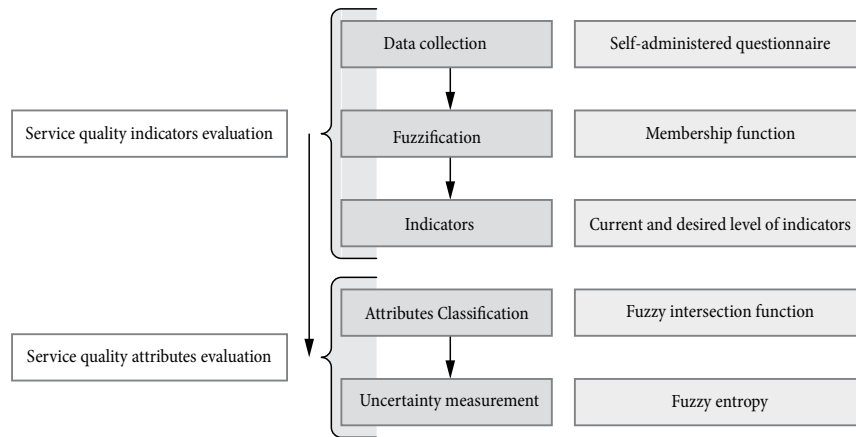 Data collection
Self-administered questionnaire
Service quality indicators evaluation
Fuzzification
Membership function
Indicators
Current and desired level of indicators
Attributes Classification
Fuzzy intersection function
Service quality attributes evaluation
Uncertainty measurement
Fuzzy entropy